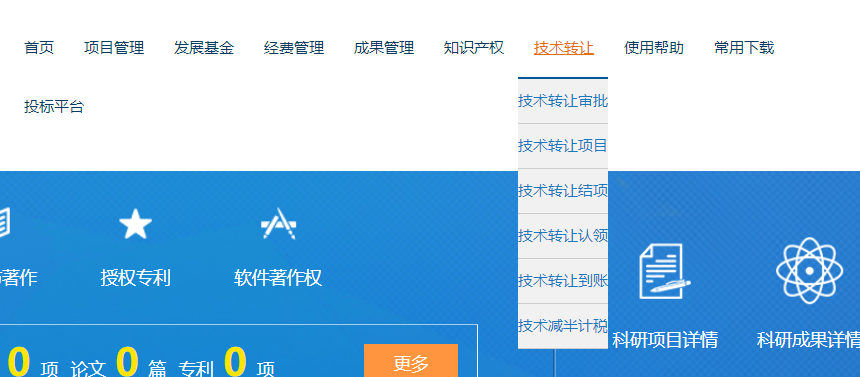 首页 项目管理 发展基金 经费管理 成果管理 知识产权 技术转让 使用帮助 常用下载
投标平台
技术转让审批
技术转让项目
技术转让结项
技术转让认领
技术转让到账
技术减半计税
著作 授权专利 软件著作权
科研项目详情 科研成果详情
0 项 论文 0 篇 专利 0 项 更多